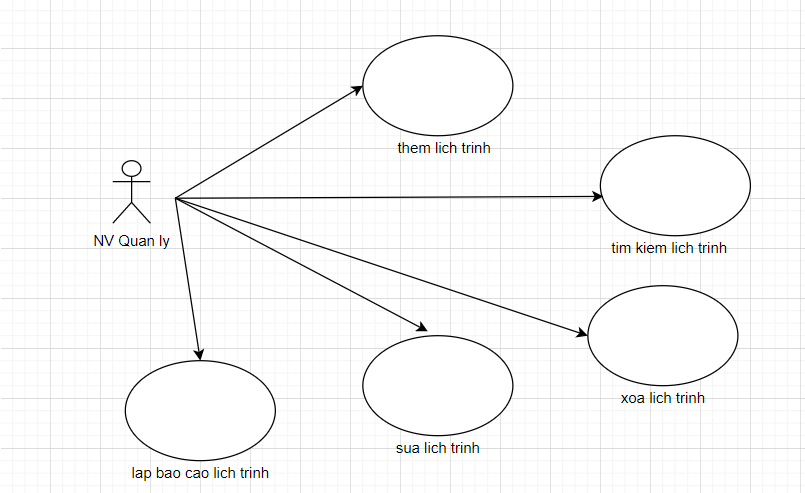 them lich trinh
tim kiem lich trinh
NV Quan ly
xoa lich trinh
sua lich trinh
lap bao cao lich trinh